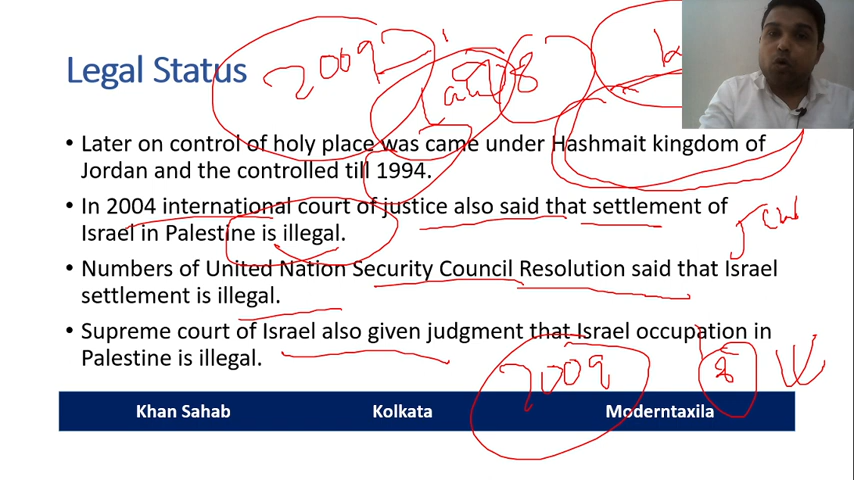 2009
8
Legal Status
• Later on control of holy place was came under Hashmait kingdom of
Jordan and the controlled till 1994.
• In 2004 international court of justice also said that settlement of
Israel in Palestine is illegal.
• Numbers of United Nation Security Council Resolution said that Israel
settlement is illegal.
• Supreme court of Israel also given judgment that Israel occupation in
Palestine is illegal.
2009
8
Khan Sahab Kolkata Moderntaxila